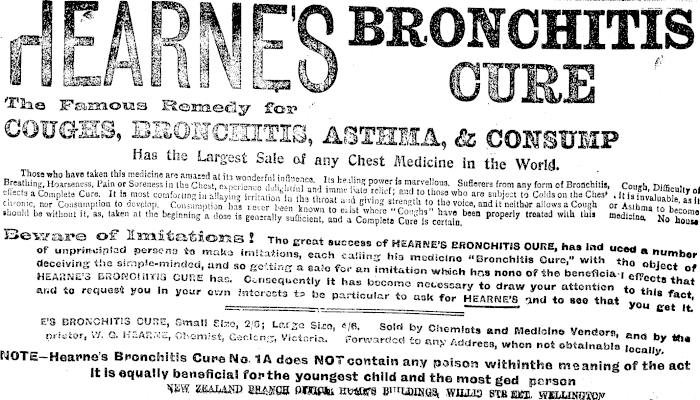 HEARNE'S BRONCHITIS
CURE
The Famous Remedy for
COUGHS, BRONCHITIS, ASTHMA, & CONSUMP
Has the Largest Sale of any Chest Medicine in the World.
Those who have taken this medicine are amazed at its wonderful influence. Its healing power is marvellous. Sufferers from any form of Bronchitis, Cough, Difficulty of
Breathing, Hoarseness, Pain or Soreness in the Chest, experience delightful and immediate relief; and to those who are subject to Colds on the Chest. It is invaluable, as it
effects a Complete Cure. It is most comforting in allaying irritation in the throat and giving strength to the voice, and it neither allows a Cough or Asthma to become
chronic, nor Consumption to develop. Consumption has never been known to exist where "Coughs" have been properly treated with this medicine. No house
should be without it, as, taken at the beginning a dose is generally sufficient, and a Complete Cure is certain.
Beware of Imitations! The great success of HEARNE'S BRONCHITIS CURE, has ind uced a number
of unprincipled persons to make imitations, each calling his medicine "Bronchitis Cure," with the object of
deceiving the simple-minded, and so getting a sale for an imitation which has none of the beneficial effects that
HEARNE'S BRONCHITIS CURE has. Consequently it has become necessary to draw your attention to this fact,
and to request you in your own interests to be particular to ask for HEARNE'S and to see that you get it.
E'S BRONCHITIS CURE, Small Size, 2/6; Large Size, 4/6. Sold by Chemists and Medicine Vendors, and by the
prietor, W. G. HEARNE, Chemist, Geelong, Victoria. Forwarded to any Address, when not obtainable locally.
NOTE—Hearne's Bronchitis Cure No. 1A does NOT contain any poison withinthe meaning of the act
It is equally beneficial for the youngest child and the most ged person
NEW ZEALAND BRANCH OFFICE, HUME'S BUILDINGS, WILLIS STREET, WELLINGTON